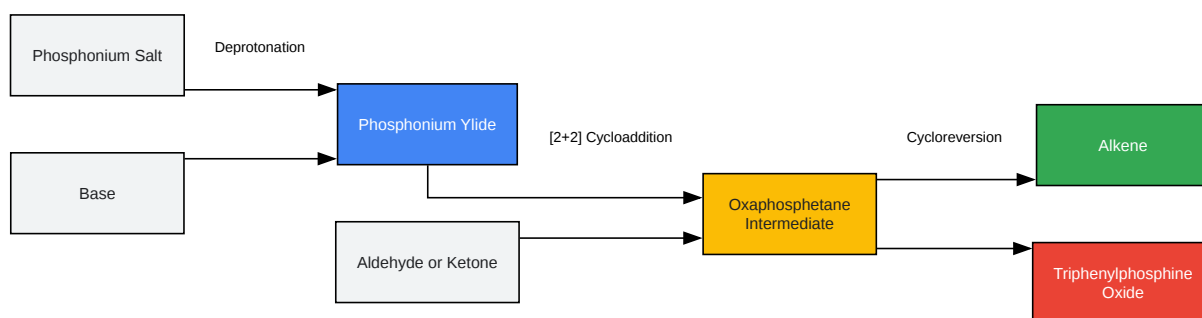 Phosphonium Salt
Deprotonation
Base
Phosphonium Ylide
[2+2] Cycloaddition
Aldehyde or Ketone
Oxaphosphetane
Intermediate
Cycloreversion
Alkene
Triphenylphosphine
Oxide